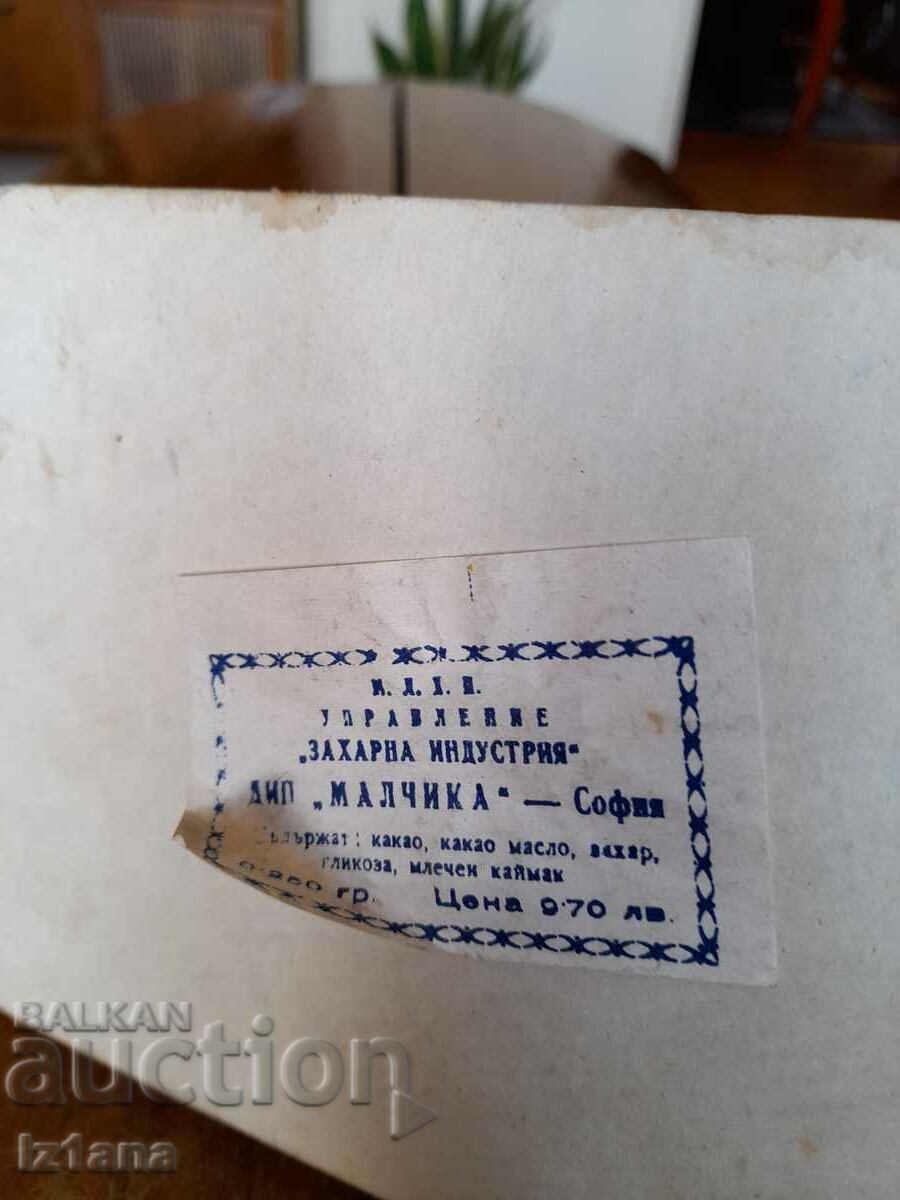 УПРАВЛЕНИЕ
„ЗАХАРНА ИНДУСТРИЯ“
ДИП „МАЛЧИКА“ — София
Съдържат: какао, какао масло, захар,
гликоза, млечен каймак
0·250 гр. Цена 9·70 лв.
BALKAN
auction
Iz1ana